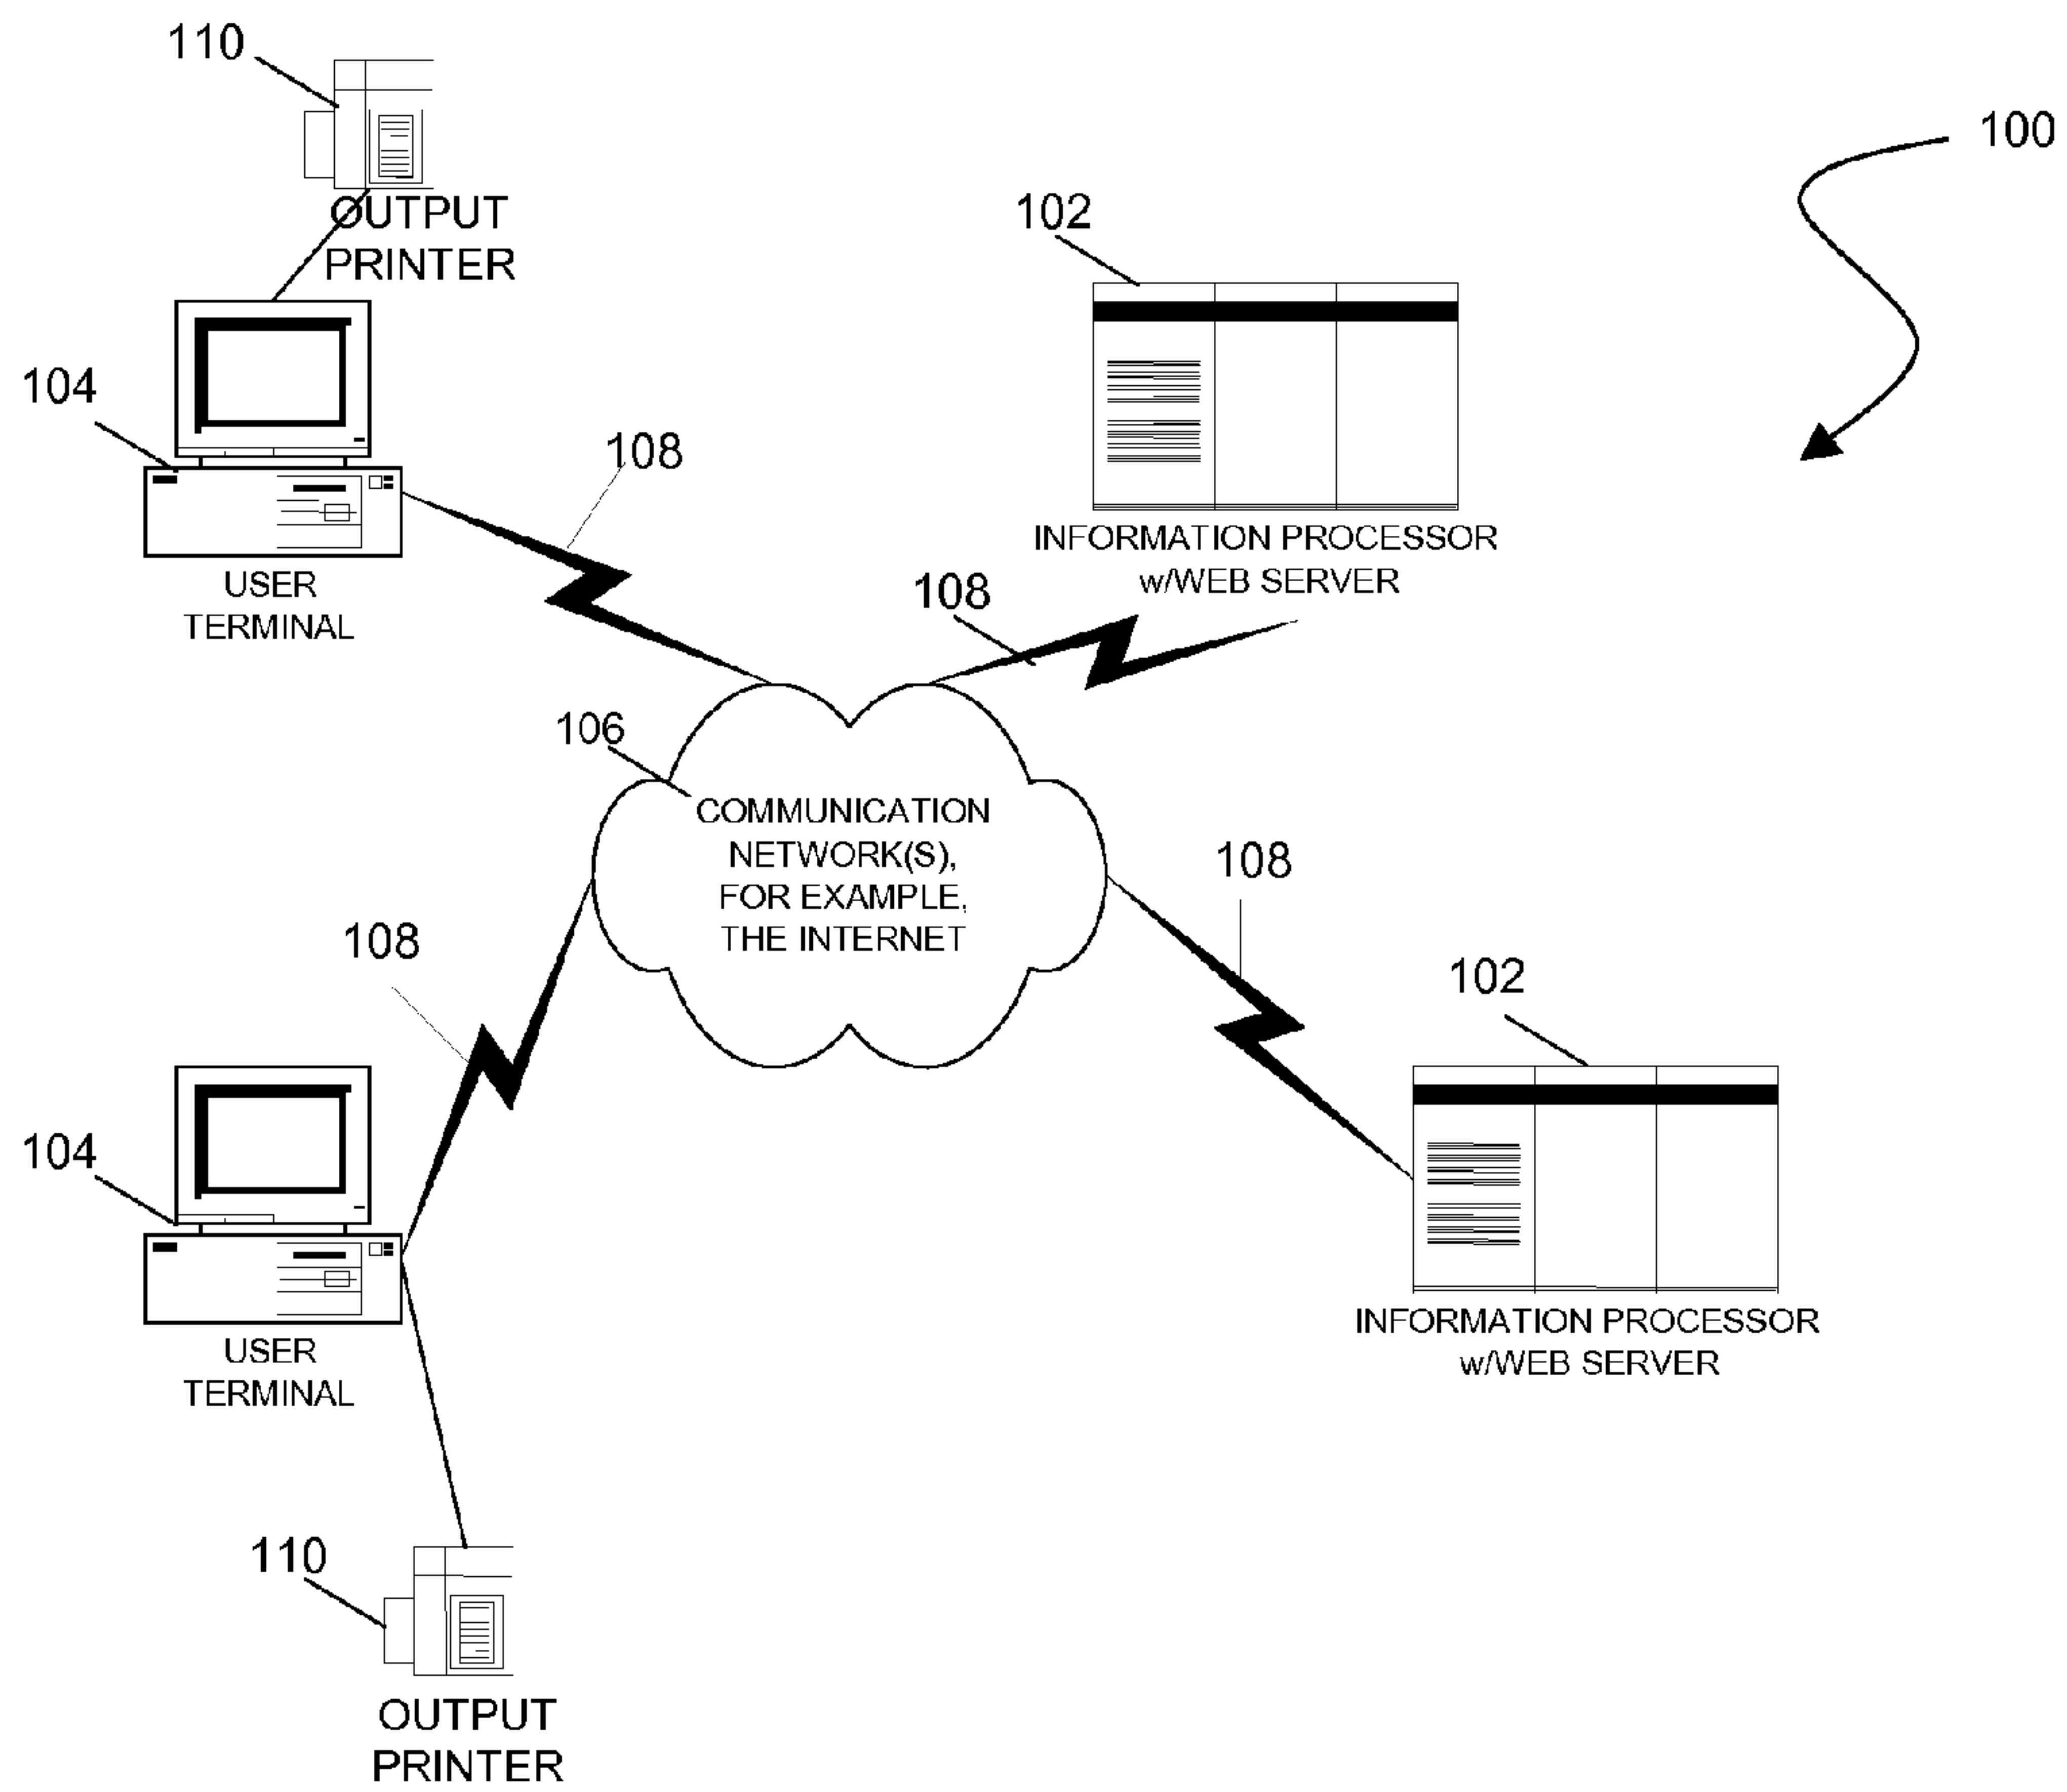 110
100
OUTPUT
PRINTER
102
104
108
INFORMATION PROCESSOR
w/WEB SERVER
USER
TERMINAL
108
106
COMMUNICATION
NETWORK(S),
FOR EXAMPLE,
THE INTERNET
108
108
102
104
INFORMATION PROCESSOR
w/WEB SERVER
USER
TERMINAL
110
OUTPUT
PRINTER